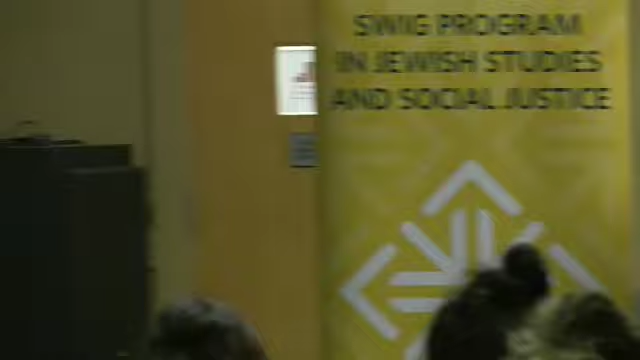 SWIG PROGRAM
IN JEWISH STUDIES
AND SOCIAL JUSTICE